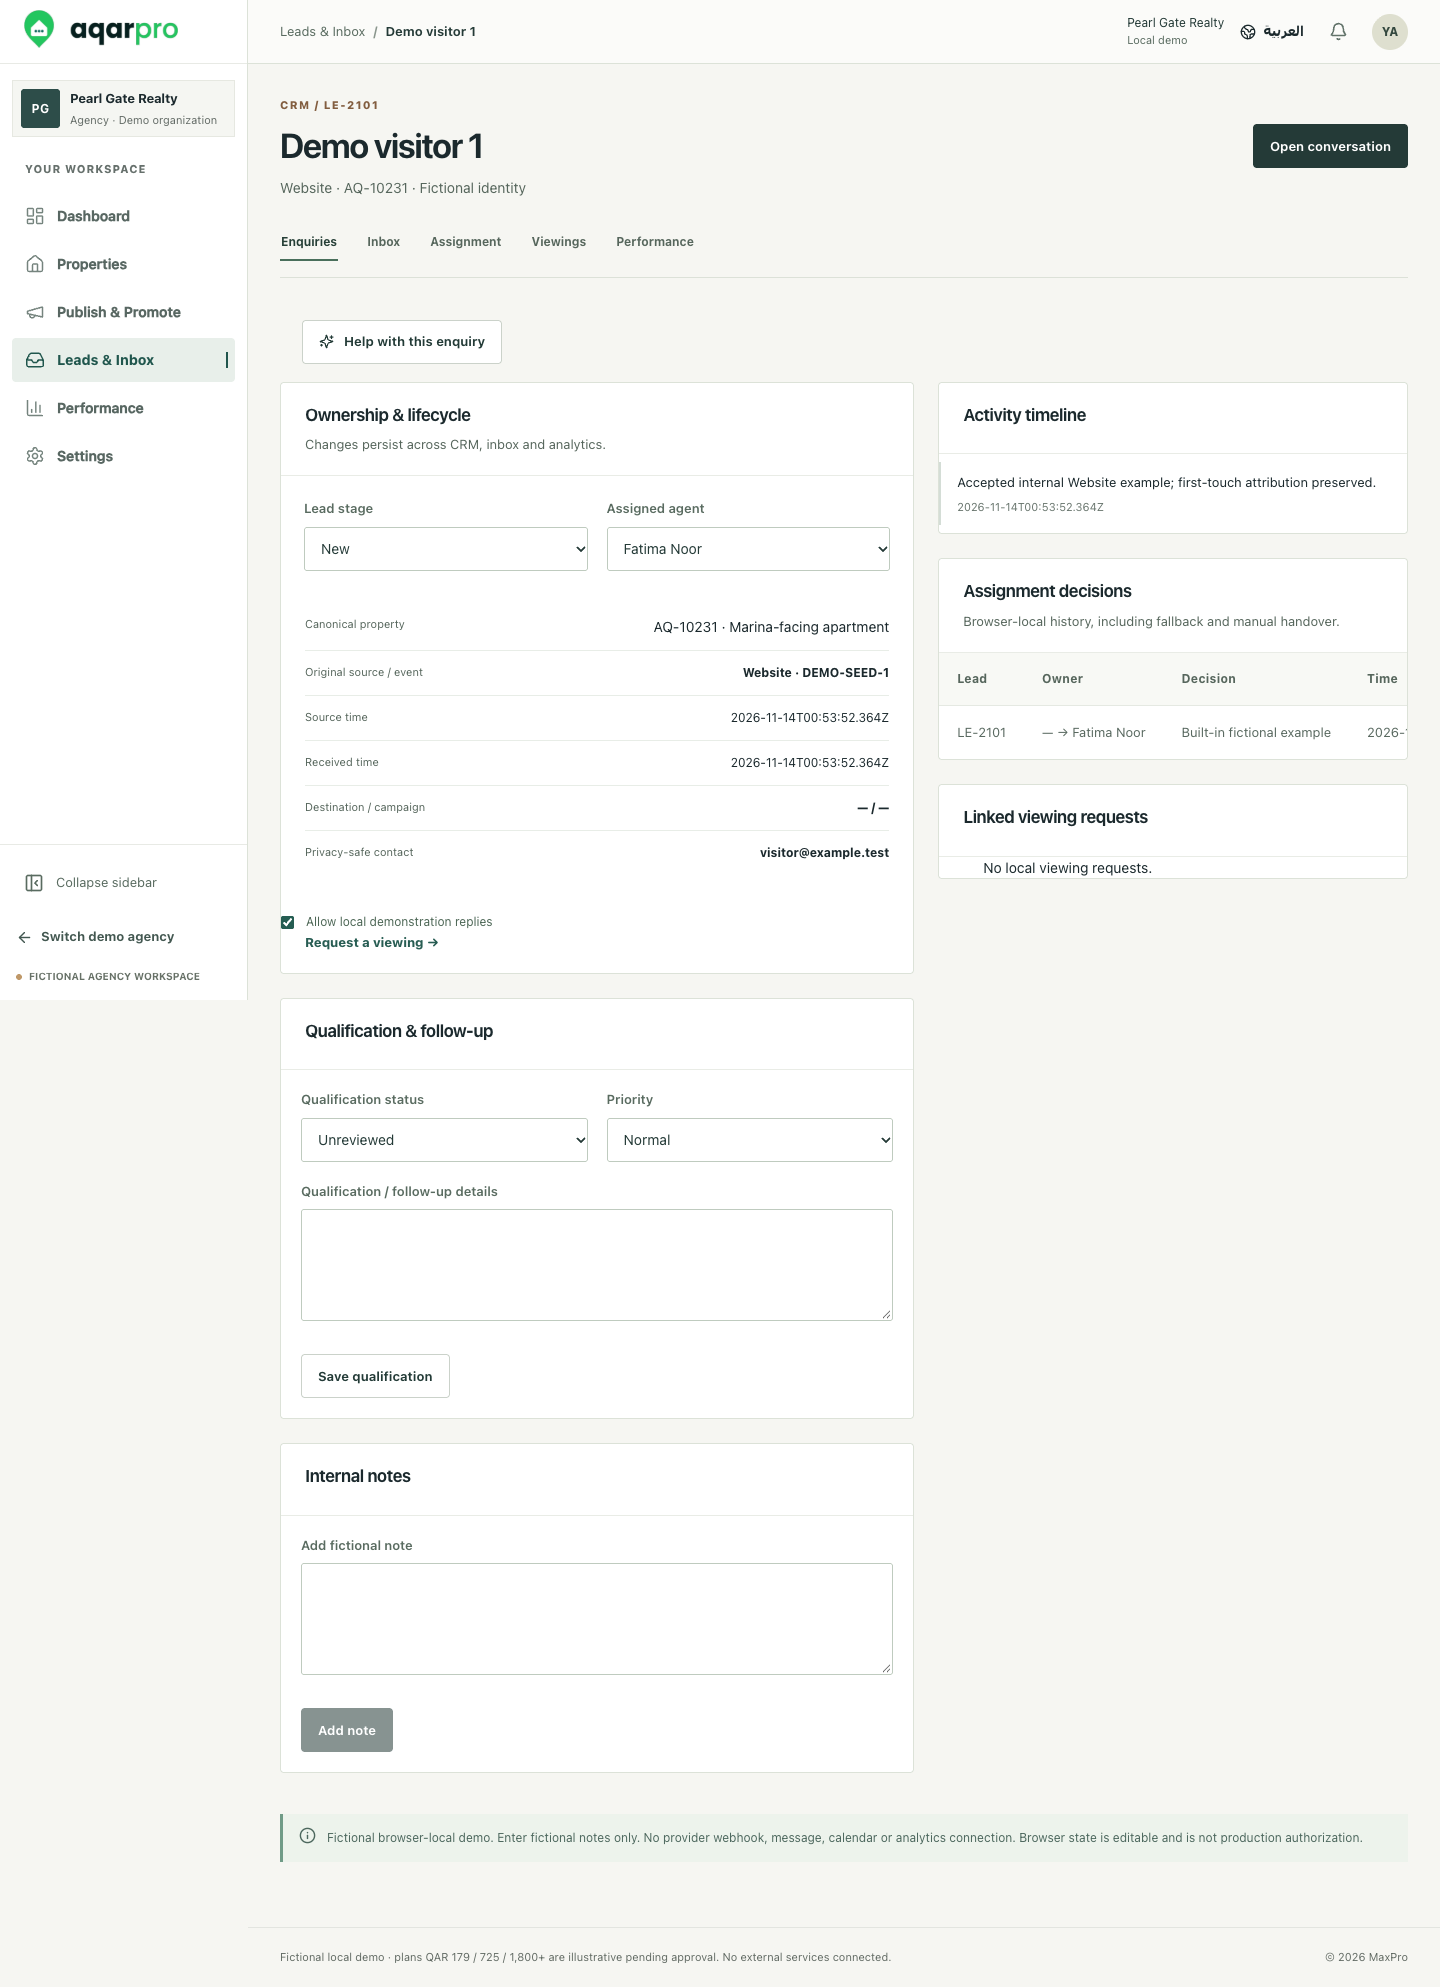 aqarpro
Leads & Inbox / Demo visitor 1
Pearl Gate Realty
Local demo
العربية
YA
PG
Pearl Gate Realty
Agency · Demo organization
YOUR WORKSPACE
Dashboard
Properties
Publish & Promote
Leads & Inbox
Performance
Settings
Collapse sidebar
Switch demo agency
FICTIONAL AGENCY WORKSPACE
CRM / LE-2101
Demo visitor 1
Open conversation
Website · AQ-10231 · Fictional identity
Enquiries Inbox Assignment Viewings Performance
Help with this enquiry
Ownership & lifecycle
Changes persist across CRM, inbox and analytics.
Lead stage Assigned agent
New Fatima Noor
Canonical property AQ-10231 · Marina-facing apartment
Original source / event Website · DEMO-SEED-1
Source time 2026-11-14T00:53:52.364Z
Received time 2026-11-14T00:53:52.364Z
Destination / campaign — / —
Privacy-safe contact visitor@example.test
Allow local demonstration replies
Request a viewing →
Qualification & follow-up
Qualification status Priority
Unreviewed Normal
Qualification / follow-up details
Save qualification
Internal notes
Add fictional note
Add note
Activity timeline
Accepted internal Website example; first-touch attribution preserved.
2026-11-14T00:53:52.364Z
Assignment decisions
Browser-local history, including fallback and manual handover.
Lead Owner Decision Time
LE-2101 — → Fatima Noor Built-in fictional example 2026-
Linked viewing requests
No local viewing requests.
Fictional browser-local demo. Enter fictional notes only. No provider webhook, message, calendar or analytics connection. Browser state is editable and is not production authorization.
Fictional local demo · plans QAR 179 / 725 / 1,800+ are illustrative pending approval. No external services connected.
© 2026 MaxPro